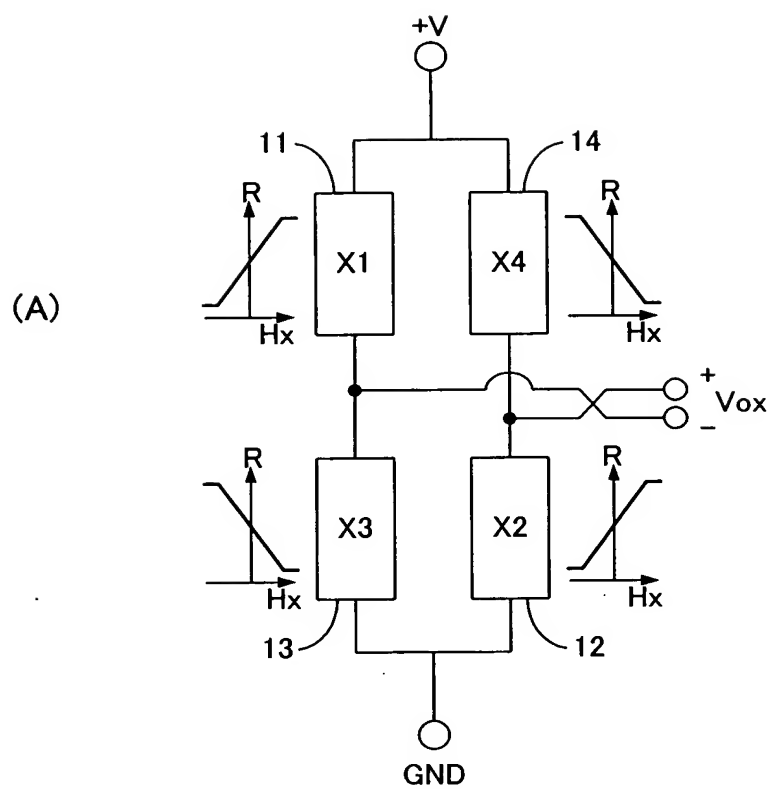 +V
11
14
R
X1
X4
R
(A)
Hx
Hx
+
Vox
-
R
X3
X2
R
Hx
Hx
13
12
GND